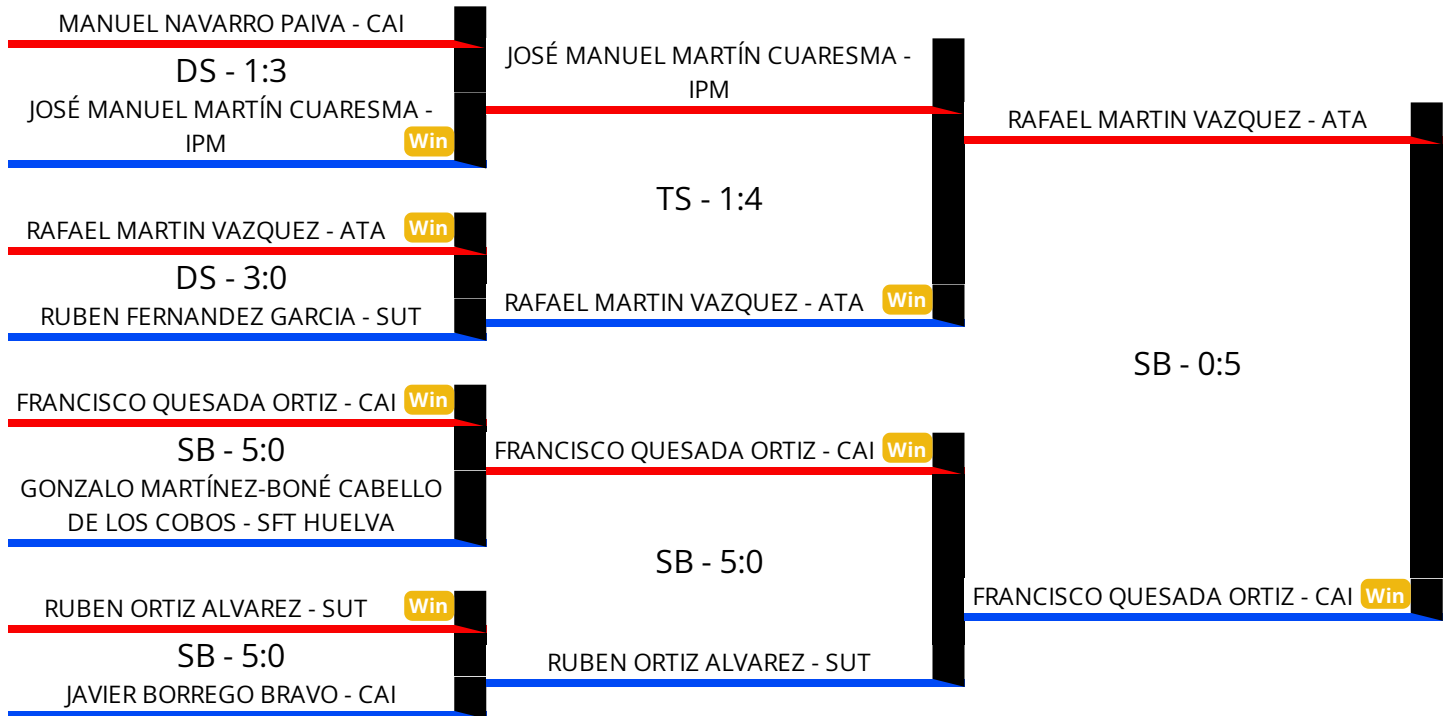 MANUEL NAVARRO PAIVA - CAI
DS - 1:3
JOSÉ MANUEL MARTÍN CUARESMA -
IPM
Win
RAFAEL MARTIN VAZQUEZ - ATA
Win
DS - 3:0
RUBEN FERNANDEZ GARCIA - SUT
FRANCISCO QUESADA ORTIZ - CAI
Win
SB - 5:0
GONZALO MARTÍNEZ-BONÉ CABELLO
DE LOS COBOS - SFT HUELVA
RUBEN ORTIZ ALVAREZ - SUT
Win
SB - 5:0
JAVIER BORREGO BRAVO - CAI
JOSÉ MANUEL MARTÍN CUARESMA -
IPM
TS - 1:4
RAFAEL MARTIN VAZQUEZ - ATA
Win
FRANCISCO QUESADA ORTIZ - CAI
Win
SB - 5:0
RUBEN ORTIZ ALVAREZ - SUT
RAFAEL MARTIN VAZQUEZ - ATA
SB - 0:5
FRANCISCO QUESADA ORTIZ - CAI
Win